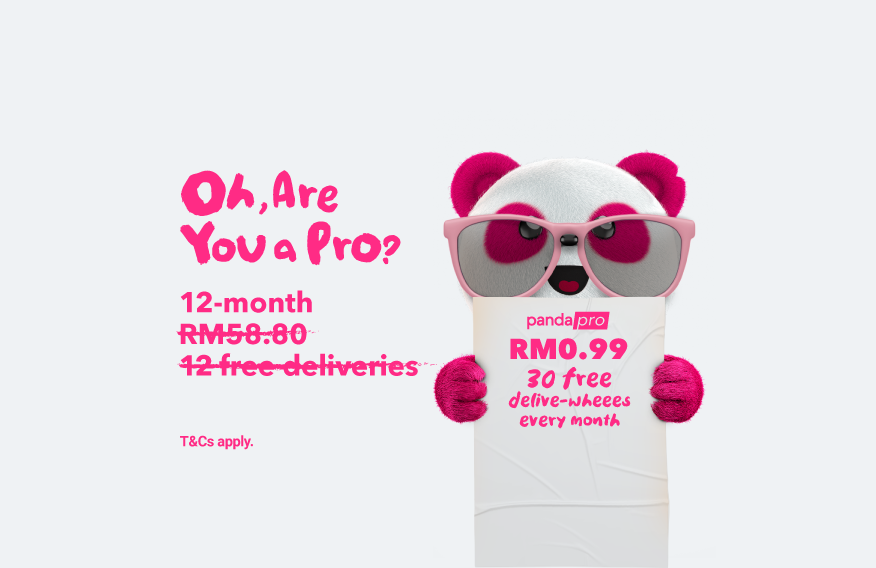 Oh, Are
You a Pro?
12-month
RM58.80
12 free deliveries
T&Cs apply.
pandapro
RM0.99
30 free
delive-wheees
every month